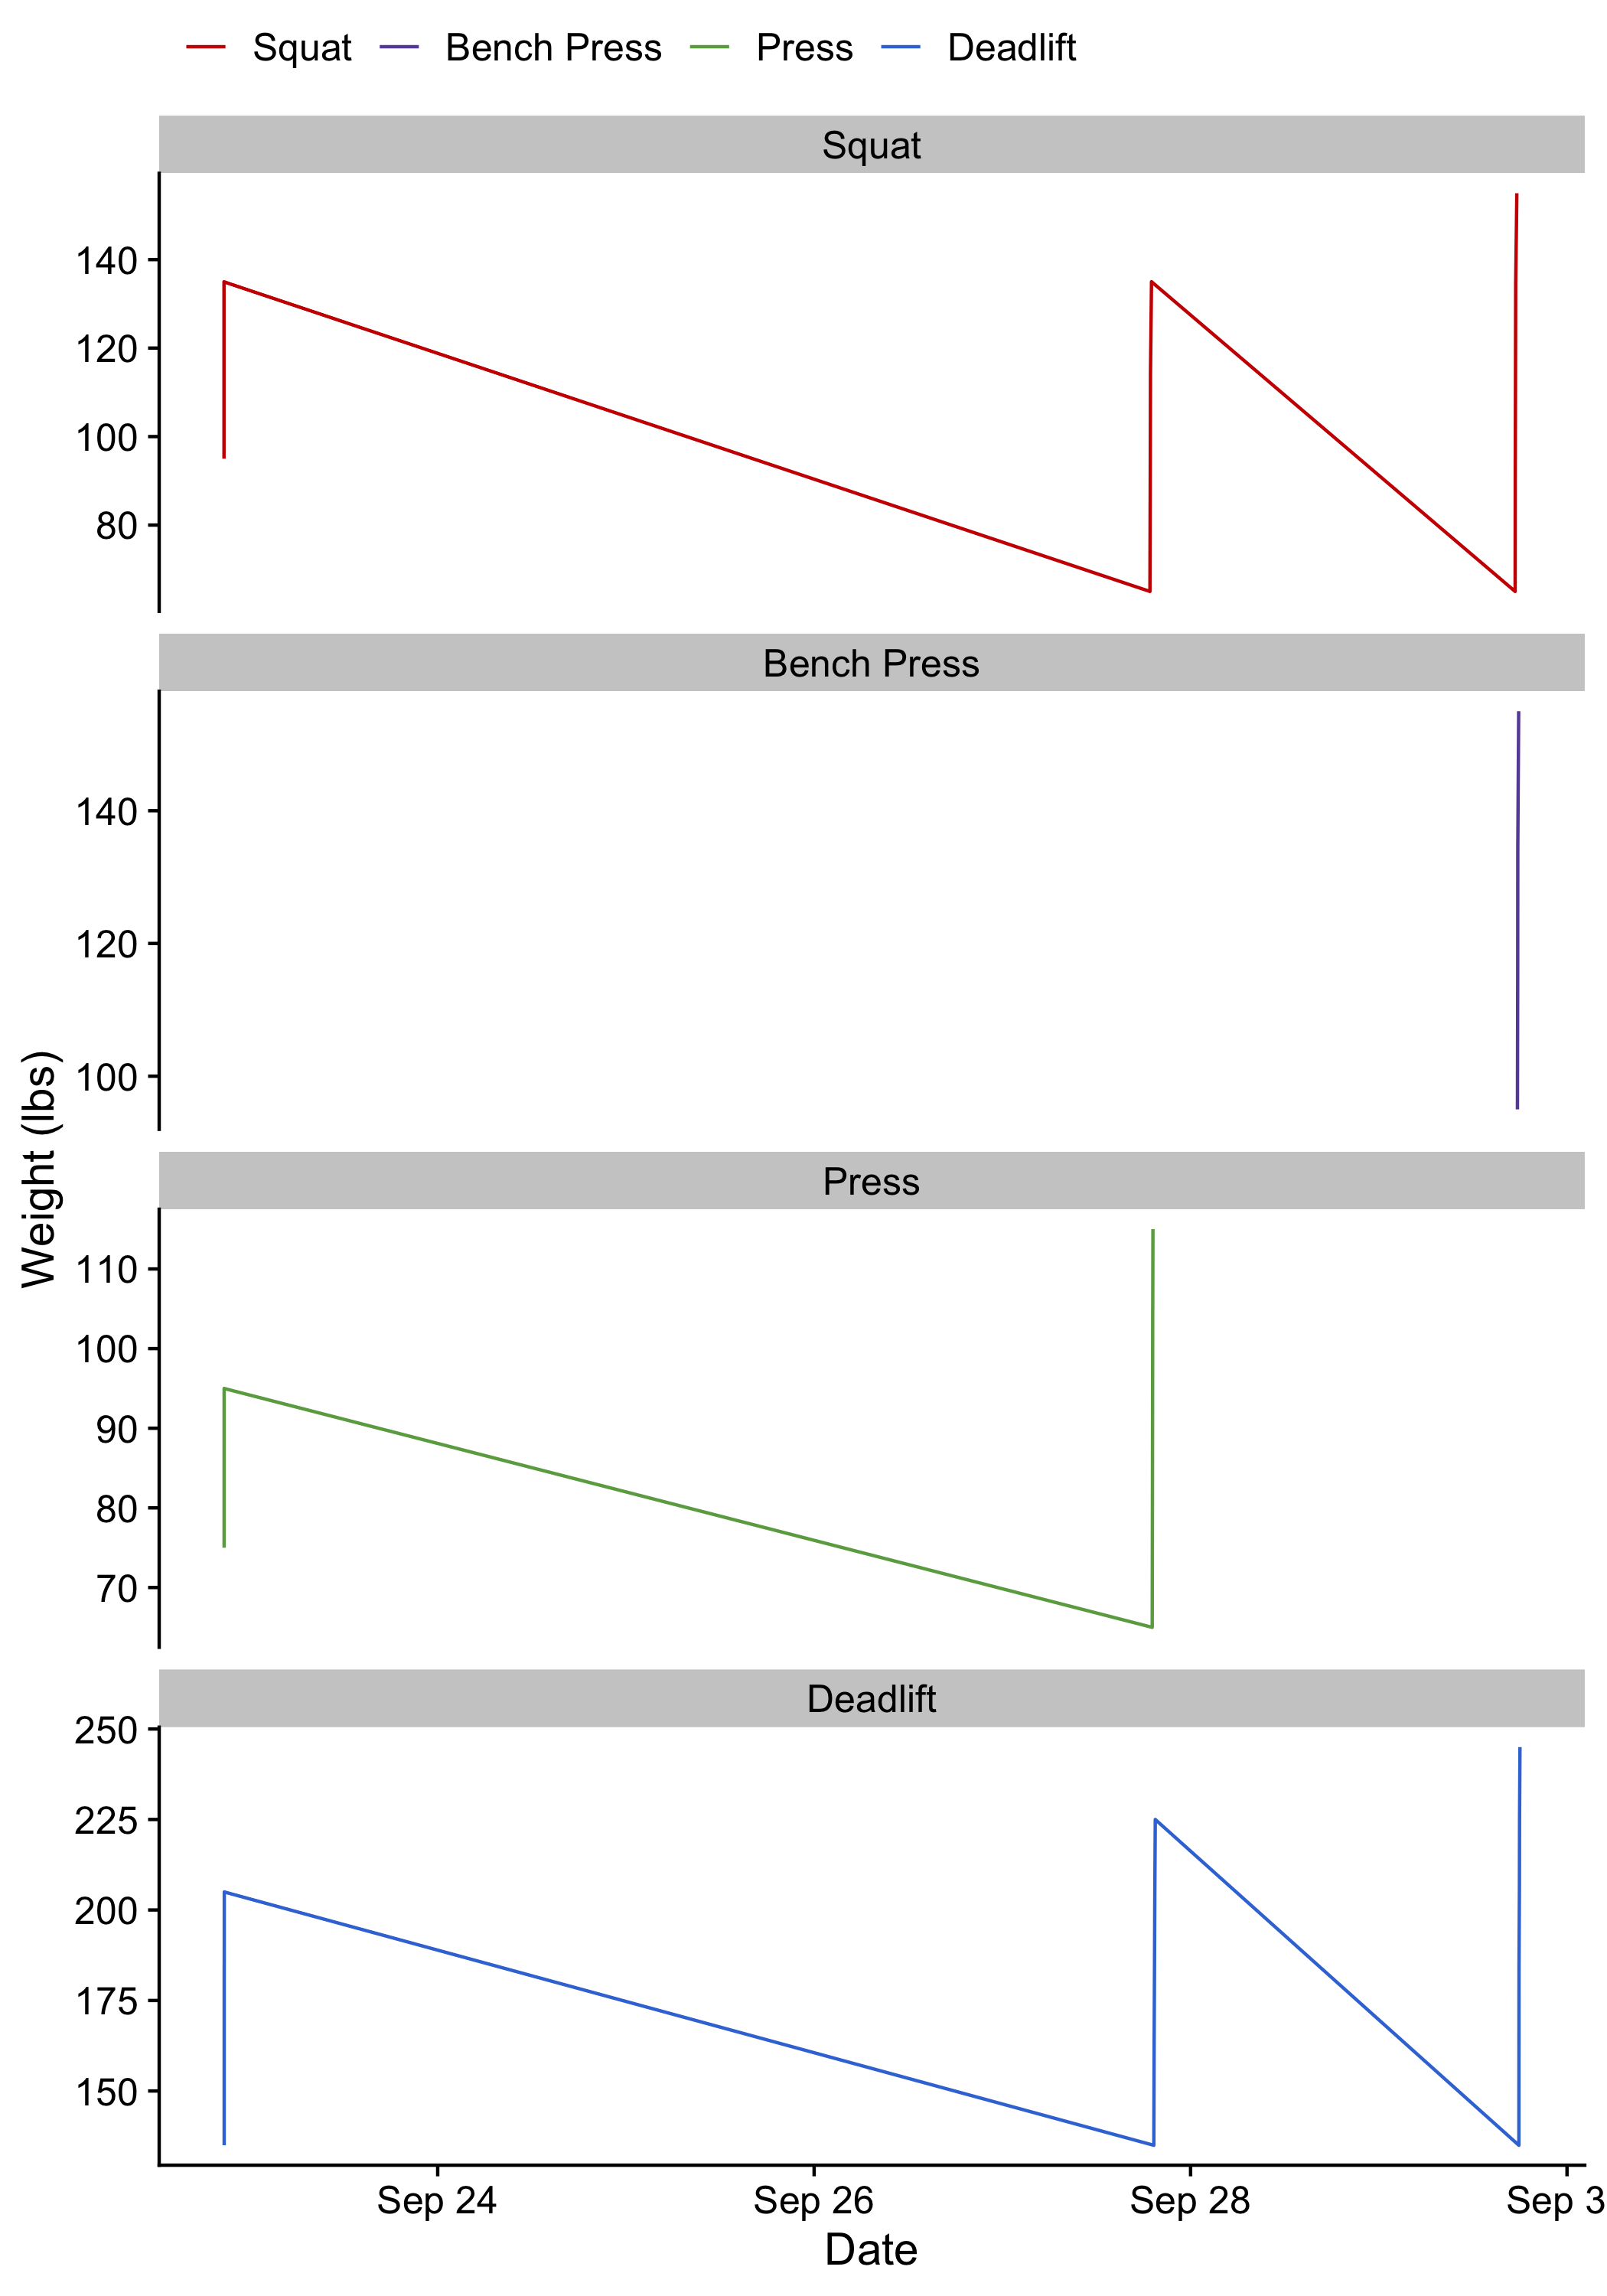 Squat Bench Press Press Deadlift
Squat
140
120
100
80
Bench Press
140
120
100
Press
110
100
90
80
70
Deadlift
250
225
200
175
150
Weight (lbs)
Sep 24 Sep 26 Sep 28 Sep 3
Date